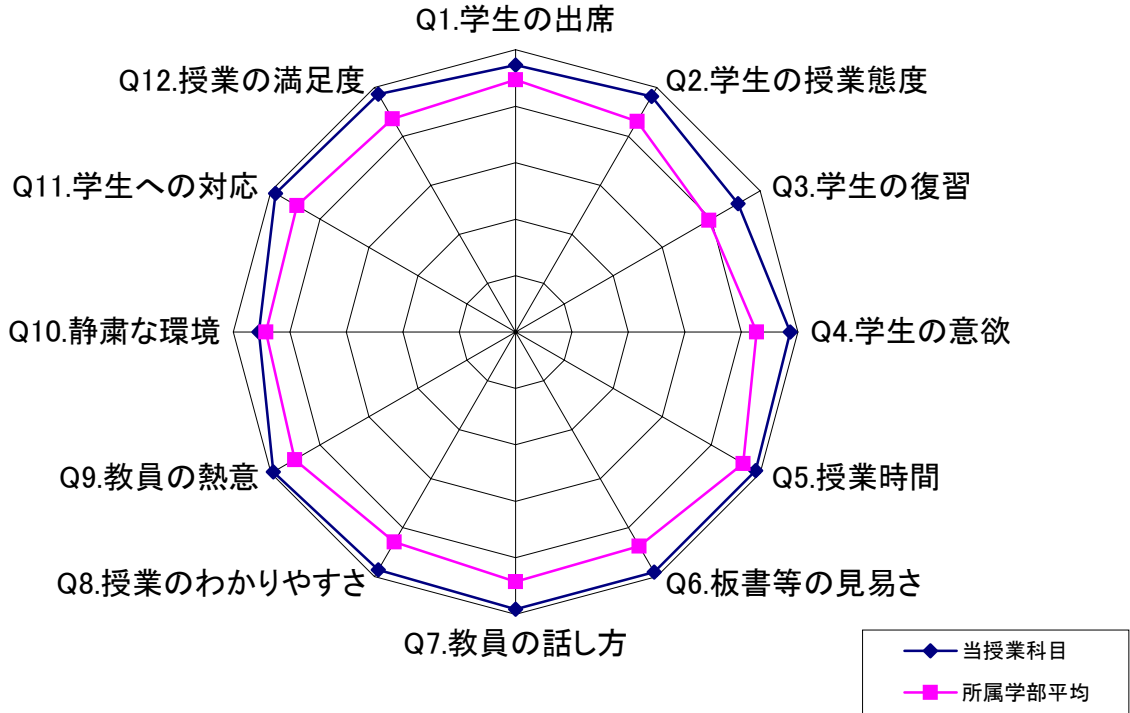 Q1.学生の出席
Q12.授業の満足度
Q2.学生の授業態度
Q11.学生への対応
Q3.学生の復習
Q10.静粛な環境
Q4.学生の意欲
Q9.教員の熱意
Q5.授業時間
Q8.授業のわかりやすさ
Q6.板書等の見易さ
Q7.教員の話し方
当授業科目
所属学部平均